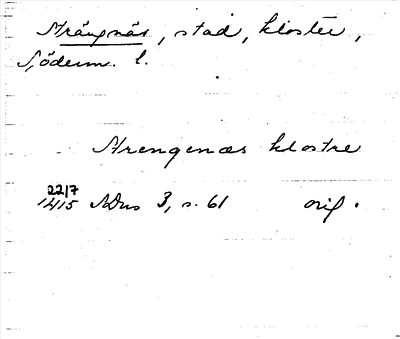 Strängnäs, stad, kloster,
Söderm. l.
Strengenæs klostre
22/7
1415 SDns 3, s. 61 orig.